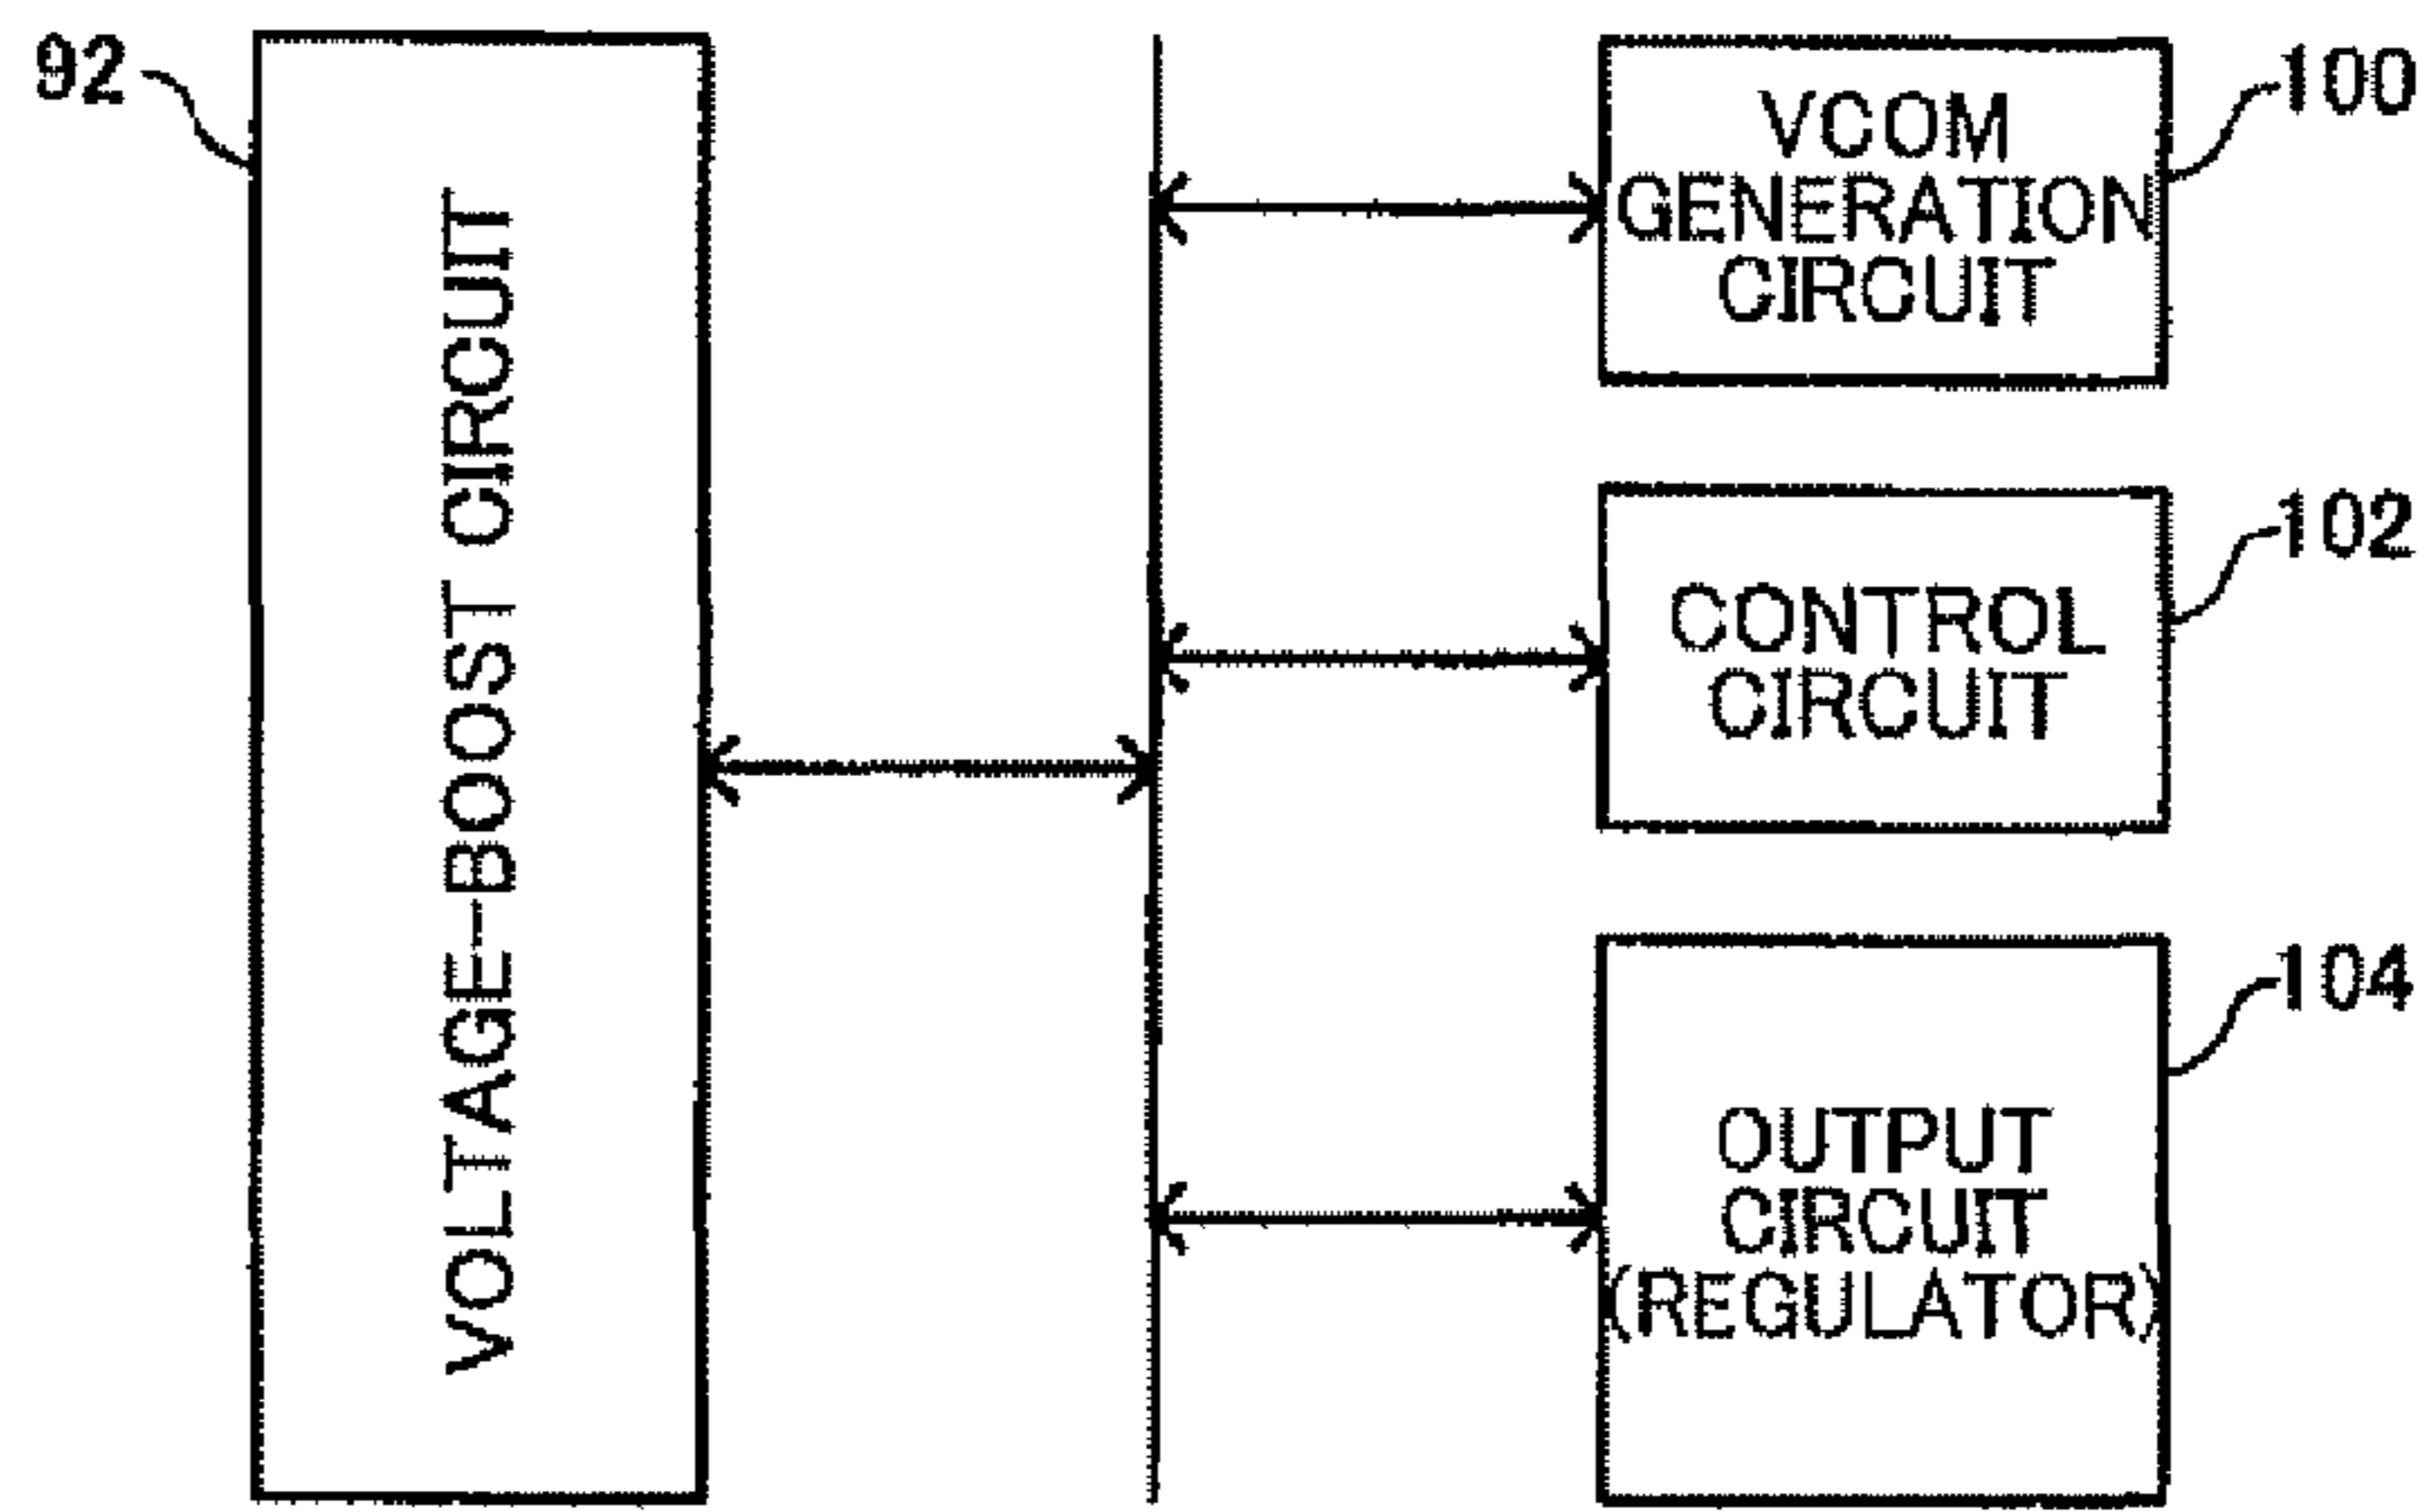 92
VOLTAGE-BOOST CIRCUIT
VCOM
GENERATION
CIRCUIT
100
CONTROL
CIRCUIT
102
OUTPUT
CIRCUIT
(REGULATOR)
104